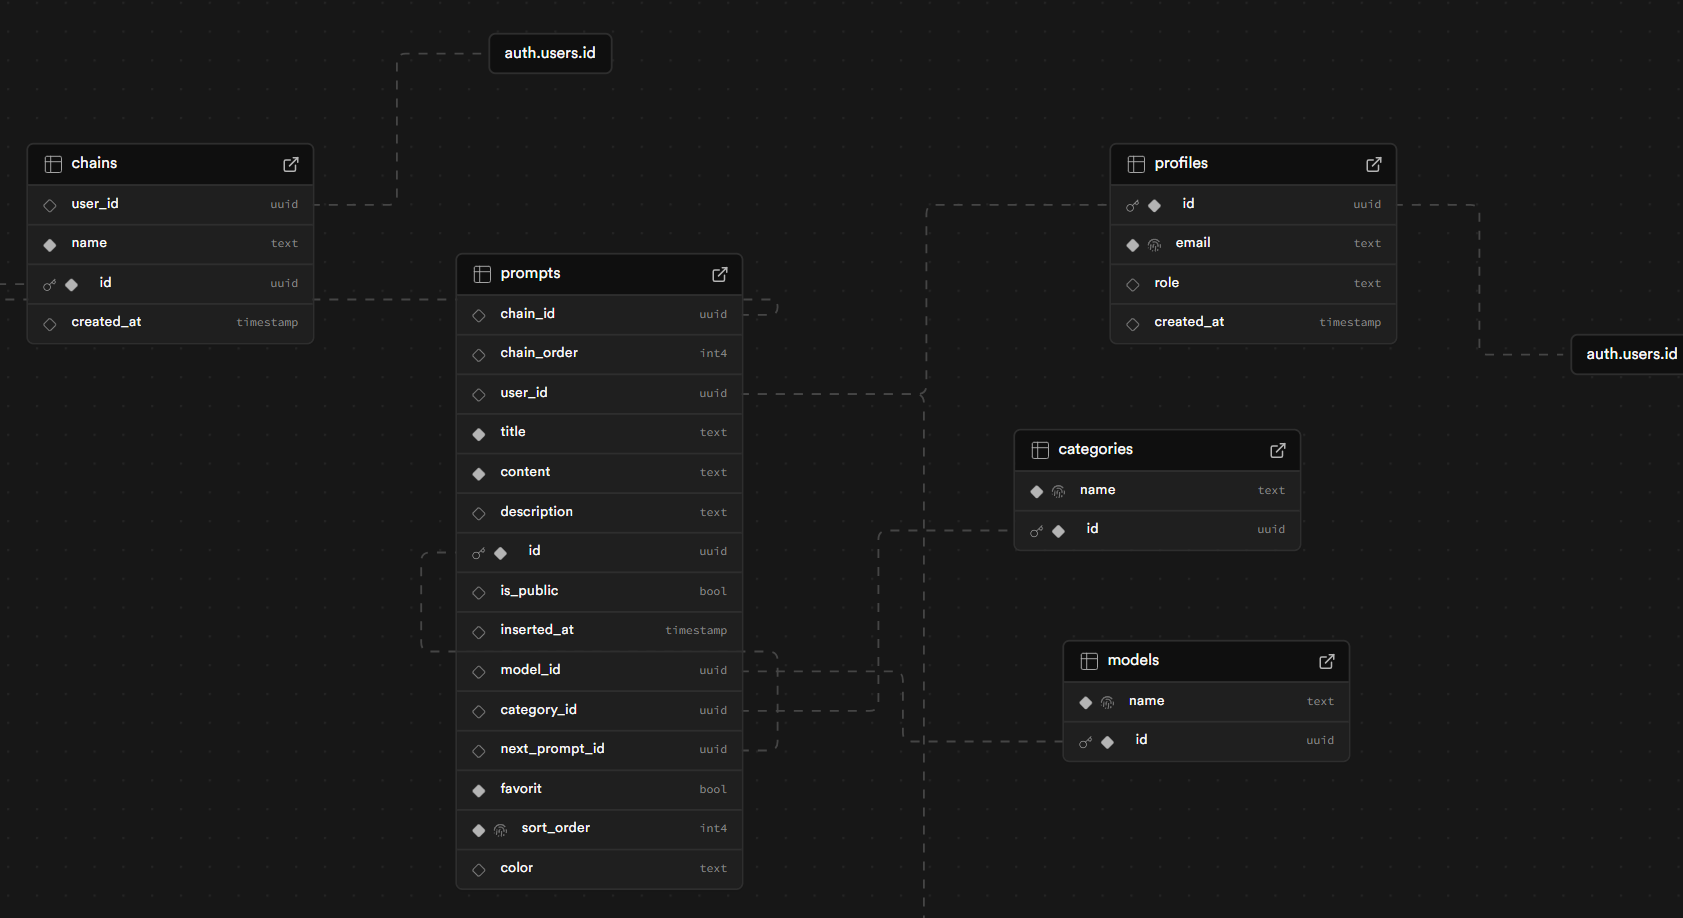 auth.users.id
chains
user_id uuid
name text
id uuid
created_at timestamp
prompts
chain_id uuid
chain_order int4
user_id uuid
title text
content text
description text
id uuid
is_public bool
inserted_at timestamp
model_id uuid
category_id uuid
next_prompt_id uuid
favorit bool
sort_order int4
color text
profiles
id uuid
email text
role text
created_at timestamp
auth.users.id
categories
name text
id uuid
models
name text
id uuid